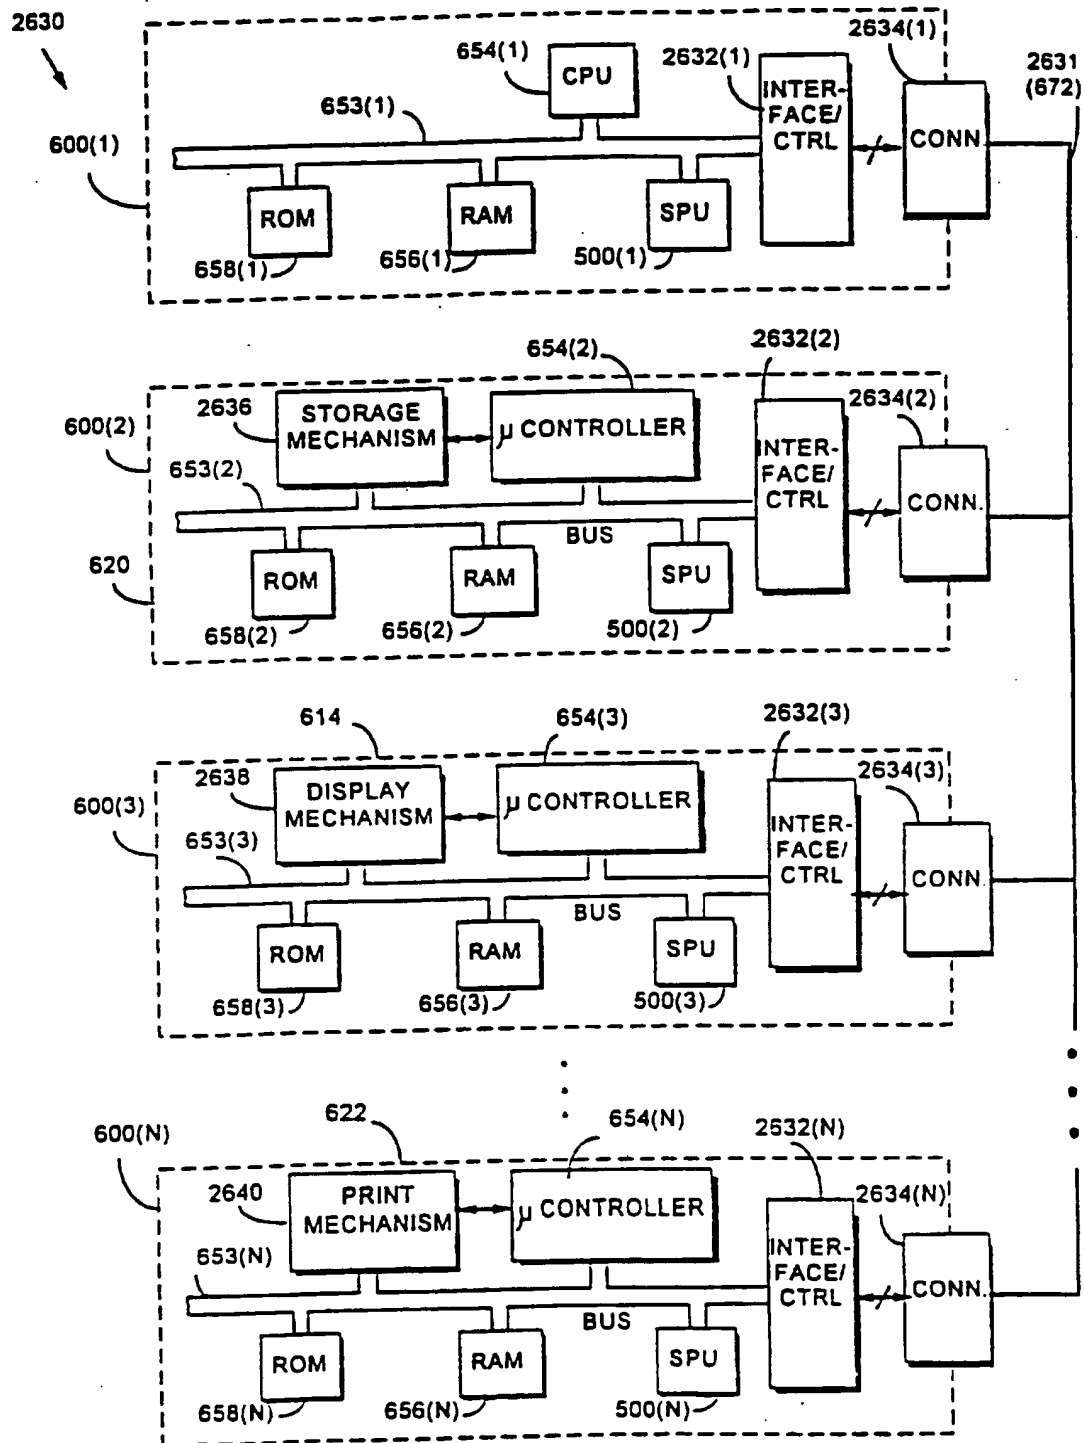 2630
2634(1)
2631
(672)
654(1)
CPU
2632(1)
INTER-
FACE/
CTRL
CONN.
653(1)
600(1)
ROM
RAM
SPU
658(1)
656(1)
500(1)
654(2)
2632(2)
2634(2)
2636
STORAGE
MECHANISM
µ CONTROLLER
INTER-
FACE/
CTRL
CONN.
600(2)
653(2)
BUS
620
ROM
RAM
SPU
658(2)
656(2)
500(2)
614
654(3)
2632(3)
2634(3)
2638
DISPLAY
MECHANISM
µ CONTROLLER
INTER-
FACE/
CTRL
CONN.
600(3)
653(3)
BUS
ROM
RAM
SPU
658(3)
656(3)
500(3)
622
654(N)
2632(N)
2634(N)
600(N)
2640
PRINT
MECHANISM
µ CONTROLLER
INTER-
FACE/
CTRL
CONN.
653(N)
BUS
ROM
RAM
SPU
658(N)
656(N)
500(N)